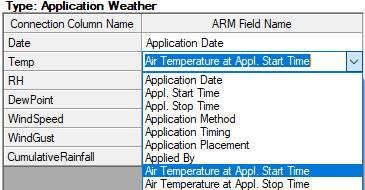 Type: Application Weather
Connection Column Name ARM Field Name
Date Application Date
Temp Air Temperature at Appl. Start Time
RH
DewPoint
WindSpeed
WindGust
CumulativeRainfall
Application Date
Appl. Start Time
Appl. Stop Time
Application Method
Application Timing
Application Placement
Applied By
Air Temperature at Appl. Start Time
Air Temperature at Appl. Stop Time